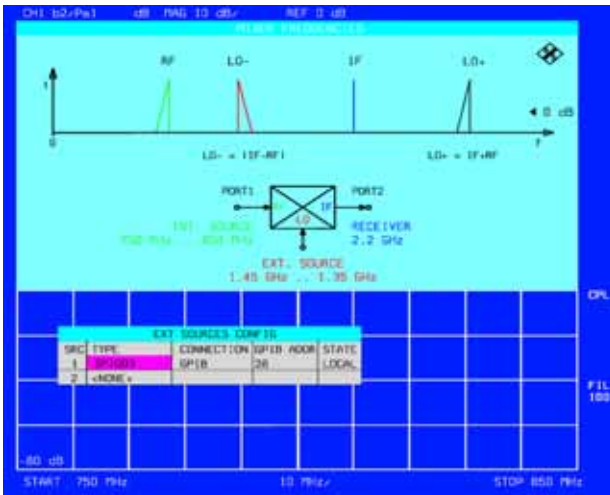 CH1 b2/Pa1 dB MAG 10 dB/ REF 0 dB
MIXER FREQUENCIES
RF LO- IF LO+
1
0 dB
0 f
LO- = |IF-RF| LO+ = IF+RF
PORT1 PORT2
RF IF
LO
INT. SOURCE RECEIVER
750 MHz .. 850 MHz 2.2 GHz
EXT. SOURCE
1.45 GHz .. 1.35 GHz
CPL
EXT SOURCES CONFIG
SRC TYPE CONNECTION GPIB ADDR STATE
1 GPIB 28 LOCAL
2 <NONE>
FIL
-80 dB
START 750 MHz 10 MHz/ STOP 850 MHz